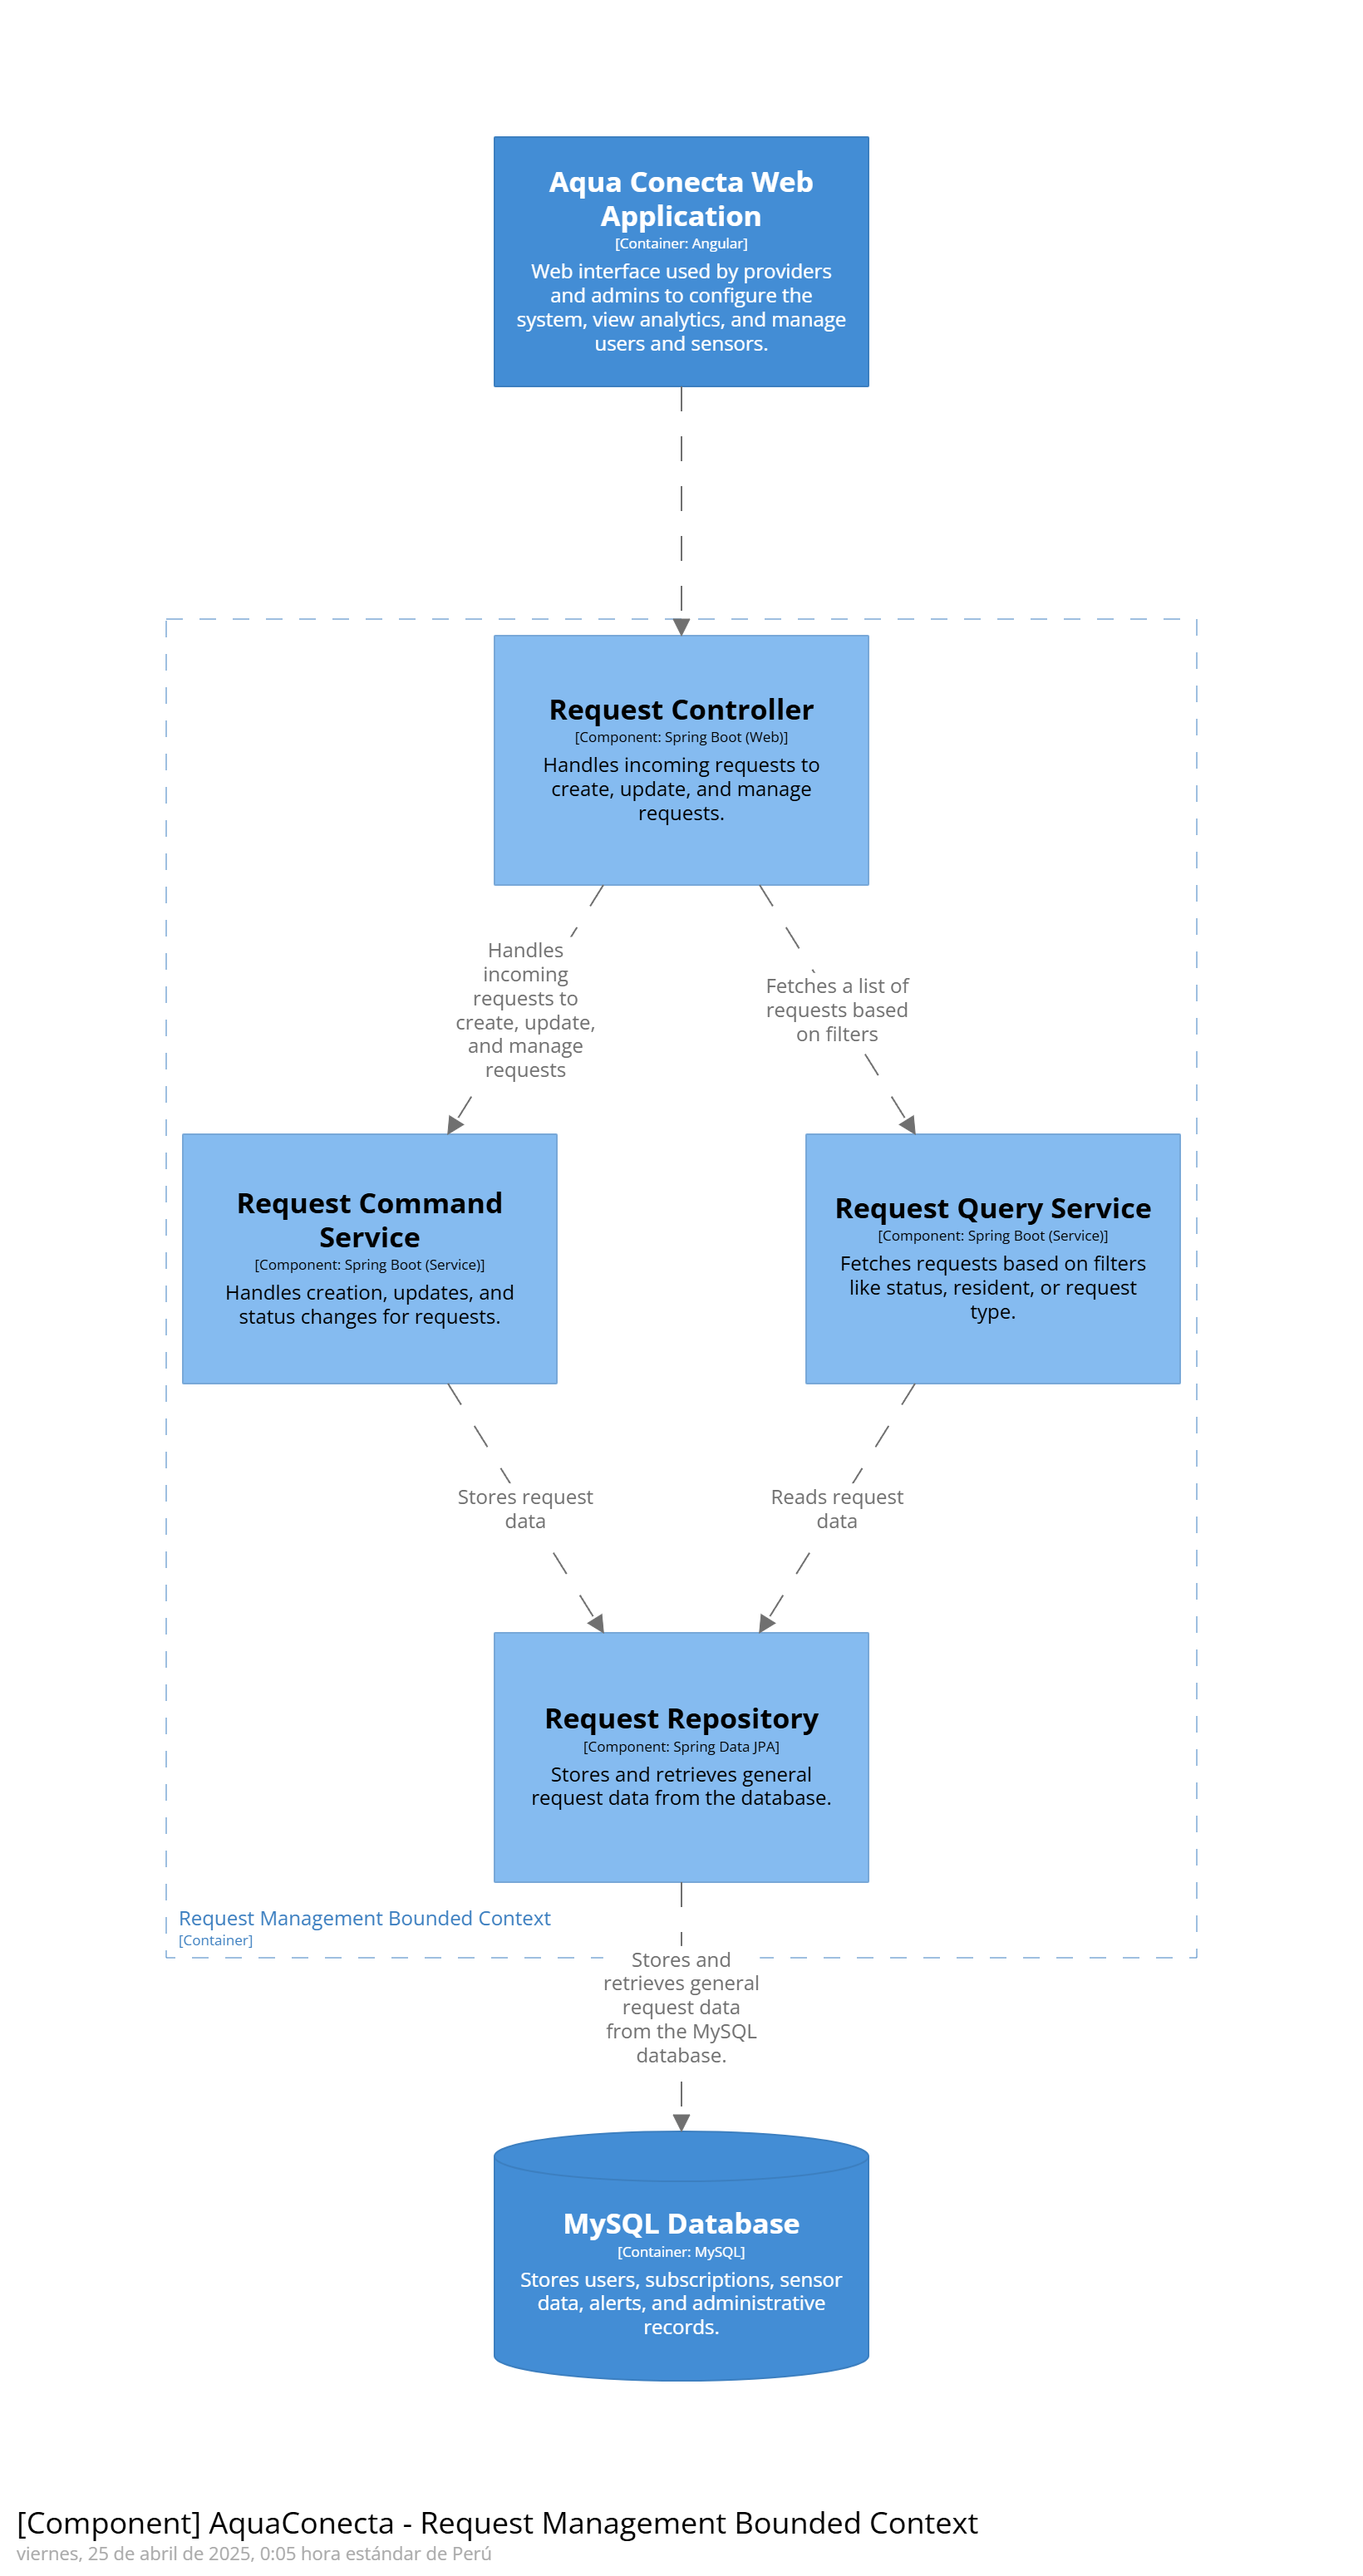 Aqua Conecta Web
Application
[Container: Angular]
Web interface used by providers
and admins to configure the
system, view analytics, and manage
users and sensors.
Request Controller
[Component: Spring Boot (Web)]
Handles incoming requests to
create, update, and manage
requests.
Handles
incoming
requests to
create, update,
and manage
requests
Fetches a list of
requests based
on filters
Request Command
Service
[Component: Spring Boot (Service)]
Handles creation, updates, and
status changes for requests.
Request Query Service
[Component: Spring Boot (Service)]
Fetches requests based on filters
like status, resident, or request
type.
Stores request
data
Reads request
data
Request Repository
[Component: Spring Data JPA]
Stores and retrieves general
request data from the database.
Request Management Bounded Context
[Container]
Stores and
retrieves general
request data
from the MySQL
database.
MySQL Database
[Container: MySQL]
Stores users, subscriptions, sensor
data, alerts, and administrative
records.
[Component] AquaConecta - Request Management Bounded Context
viernes, 25 de abril de 2025, 0:05 hora estándar de Perú